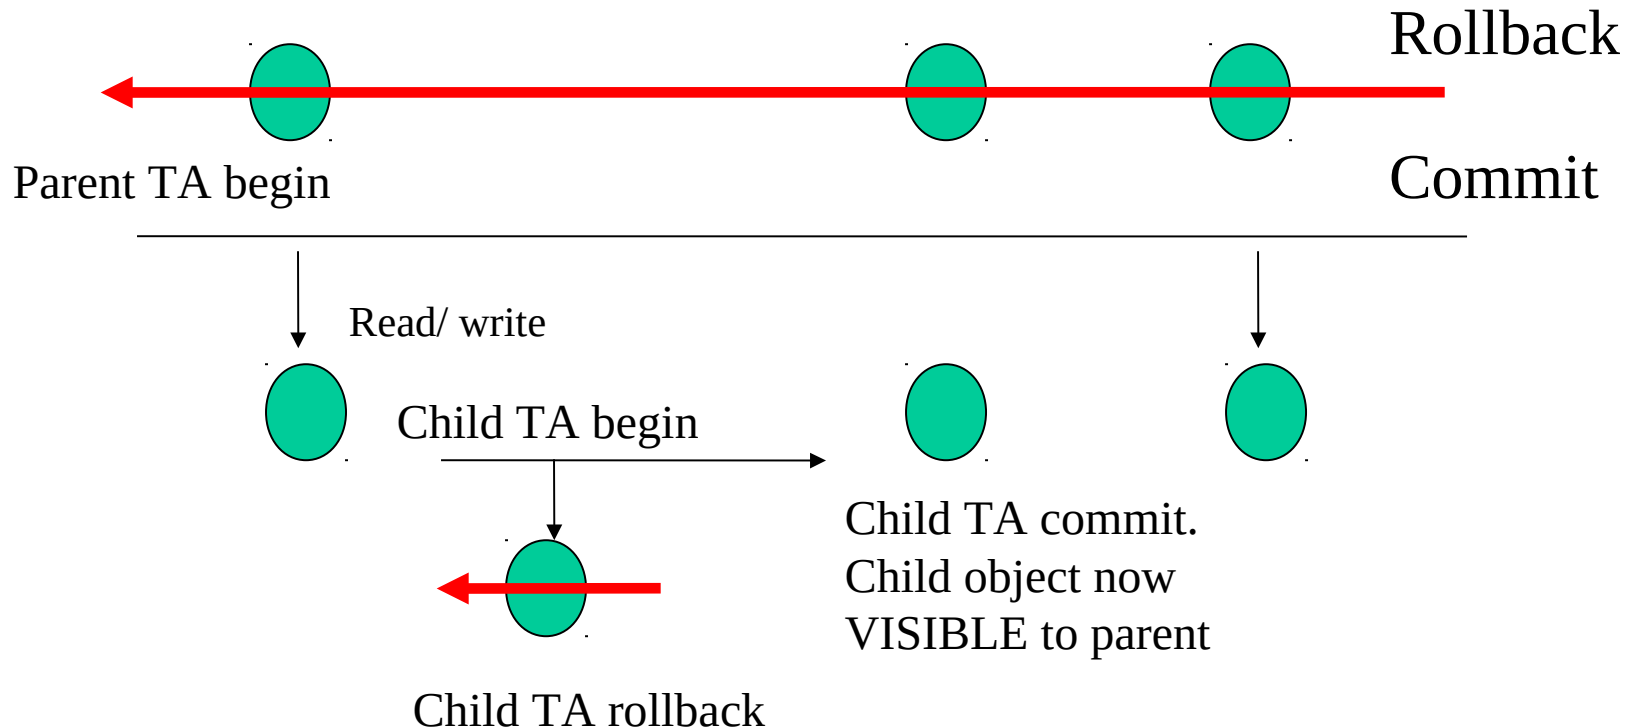 Rollback
Parent TA begin
Commit
Read/ write
Child TA begin
Child TA commit.
Child object now
VISIBLE to parent
Child TA rollback